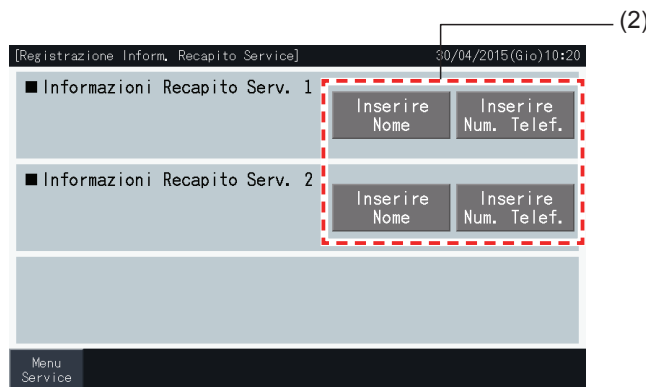 (2)
[Registrazione Inform. Recapito Service] 30/04/2015(Gio)10:20
■Informazioni Recapito Serv. 1
Inserire Nome
Inserire Num. Telef.
■Informazioni Recapito Serv. 2
Inserire Nome
Inserire Num. Telef.
Menu
Service